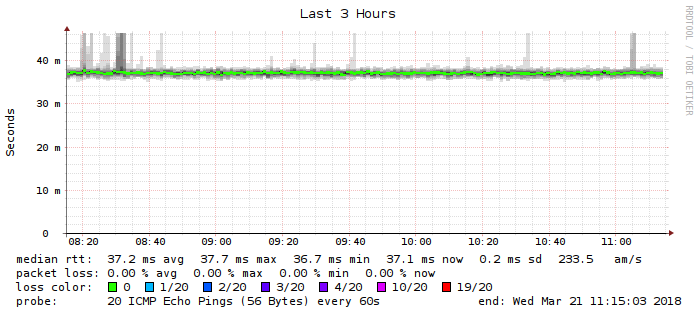 Last 3 Hours
RRDTOOL / TOBI OETIKER
Seconds
40 m
30 m
20 m
10 m
0
08:20 08:40 09:00 09:20 09:40 10:00 10:20 10:40 11:00
median rtt: 37.2 ms avg 37.7 ms max 36.7 ms min 37.1 ms now 0.2 ms sd 233.5 am/s
packet loss: 0.00 % avg 0.00 % max 0.00 % min 0.00 % now
loss color: 0 1/20 2/20 3/20 4/20 10/20 19/20
probe: 20 ICMP Echo Pings (56 Bytes) every 60s end: Wed Mar 21 11:15:03 2018